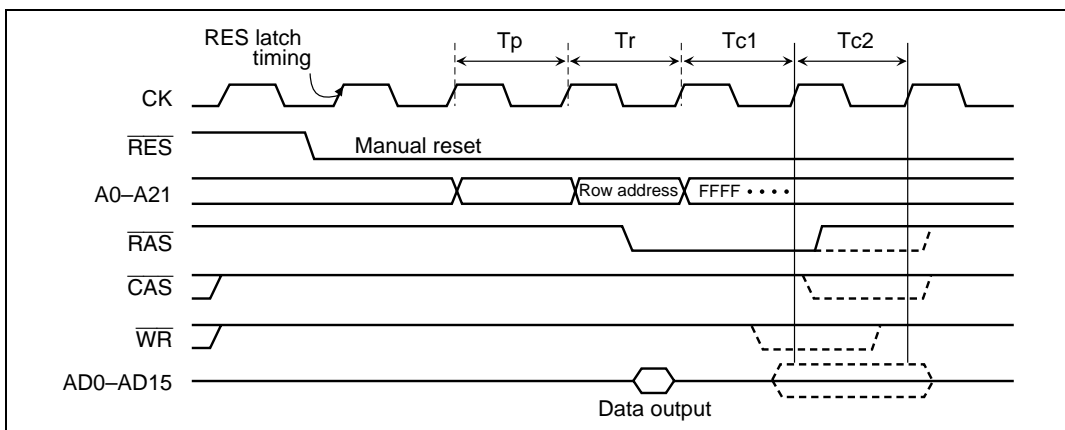 RES latch
timing
Tp
Tr
Tc1
Tc2
CK
RES
Manual reset
A0–A21
Row address
FFFF · · · ·
RAS
CAS
WR
AD0–AD15
Data output